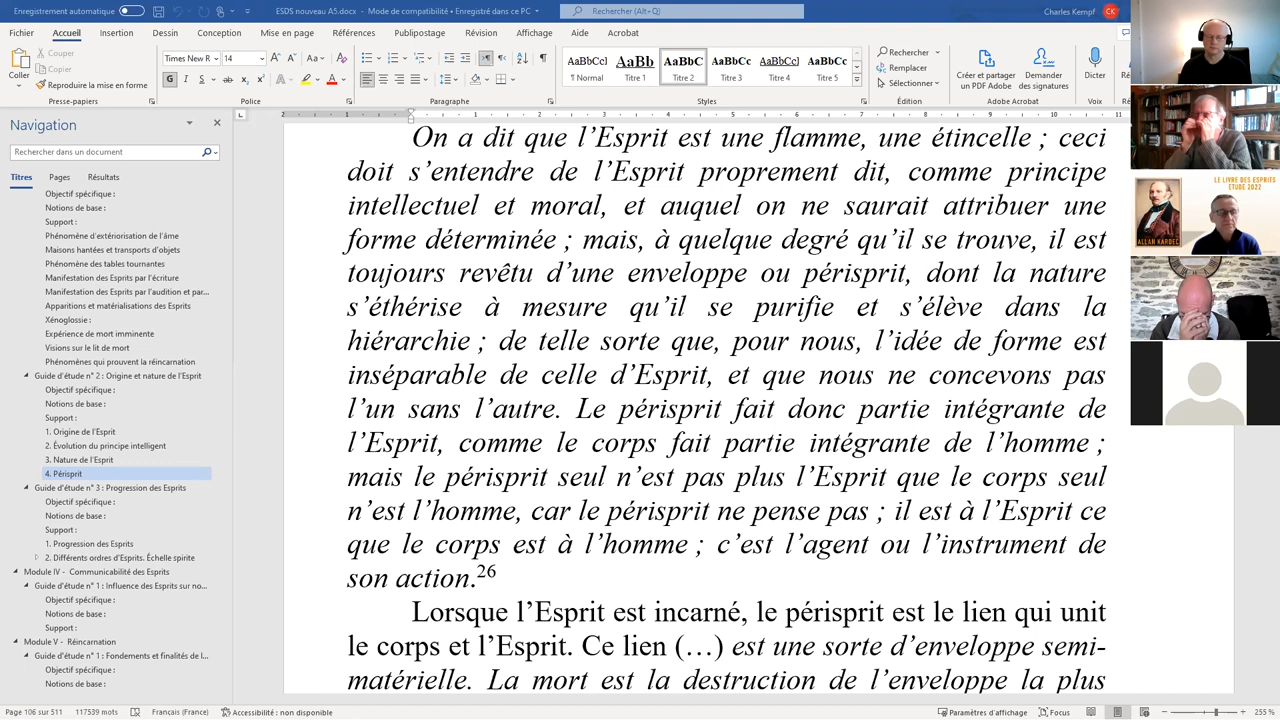 Enregistrement automatique
ESDS nouveau A5.docx - Mode de compatibilité • Enregistré dans ce PC
Rechercher (Alt+Q)
Charles Kempf
CK
Fichier Accueil Insertion Dessin Conception Mise en page Références Publipostage Révision Affichage Aide Acrobat
Coller
Couper
Copier
Reproduire la mise en forme
Presse-papiers
Times New R 14
G I S ab x₂ x²
Police
Paragraphe
AaBbCcI AaBb AaBbC AaBbCc AaBbCcI AaBbCc
¶ Normal Titre 1 Titre 2 Titre 3 Titre 4 Titre 5
Styles
Rechercher
Remplacer
Sélectionner
Édition
Créer et partager un PDF Adobe
Demander des signatures
Adobe Acrobat
Dicter
Voix
Navigation
Rechercher dans un document
Titres Pages Résultats
Objectif spécifique :
Notions de base :
Support :
Phénomène d'extériorisation de l'âme
Maisons hantées et transports d'objets
Phénomène des tables tournantes
Manifestation des Esprits par l'écriture
Manifestation des Esprits par l'audition et par...
Apparitions et matérialisations des Esprits
Xénoglossie :
Expérience de mort imminente
Visions sur le lit de mort
Phénomènes qui prouvent la réincarnation
Guide d'étude n° 2 : Origine et nature de l'Esprit
Objectif spécifique :
Notions de base :
Support :
1. Origine de l'Esprit
2. Évolution du principe intelligent
3. Nature de l'Esprit
4. Périsprit
Guide d'étude n° 3 : Progression des Esprits
Objectif spécifique :
Notions de base :
Support :
1. Progression des Esprits
2. Différents ordres d'Esprits. Échelle spirite
Module IV - Communicabilité des Esprits
Guide d'étude n° 1 : Influence des Esprits sur no...
Objectif spécifique :
Notions de base :
Support :
Module V - Réincarnation
Guide d'étude n° 1 : Fondements et finalités de l...
Objectif spécifique :
Notions de base :
On a dit que l'Esprit est une flamme, une étincelle ; ceci
doit s'entendre de l'Esprit proprement dit, comme principe
intellectuel et moral, et auquel on ne saurait attribuer une
forme déterminée ; mais, à quelque degré qu'il se trouve, il est
toujours revêtu d'une enveloppe ou périsprit, dont la nature
s'éthérise à mesure qu'il se purifie et s'élève dans la
hiérarchie ; de telle sorte que, pour nous, l'idée de forme est
inséparable de celle d'Esprit, et que nous ne concevons pas
l'un sans l'autre. Le périsprit fait donc partie intégrante de
l'Esprit, comme le corps fait partie intégrante de l'homme ;
mais le périsprit seul n'est pas plus l'Esprit que le corps seul
n'est l'homme, car le périsprit ne pense pas ; il est à l'Esprit ce
que le corps est à l'homme ; c'est l'agent ou l'instrument de
son action.26
Lorsque l'Esprit est incarné, le périsprit est le lien qui unit
le corps et l'Esprit. Ce lien (…) est une sorte d'enveloppe semi-
matérielle. La mort est la destruction de l'enveloppe la plus
LE LIVRE DES ESPRITS
ETUDE 2022
ALLAN KARDEC
Page 106 sur 511 117539 mots Français (France) Accessibilité : non disponible
Paramètres d'affichage Focus 255 %